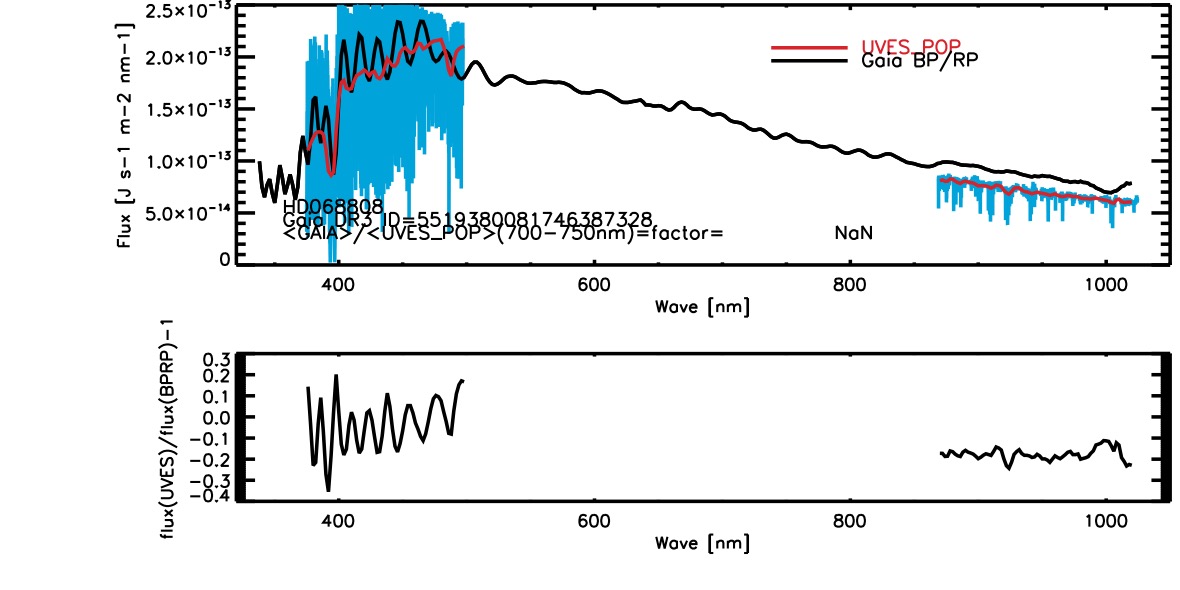 2.5×10−13
2.0×10−13
1.5×10−13
1.0×10−13
5.0×10−14
0
Flux [J s−1 m−2 nm−1]
UVES_POP
Gaia BP/RP
HD068808
Gaia DR3 ID=5519380081746387328
<GAIA>/<UVES_POP>(700−750nm)=factor= NaN
400 600 800 1000
Wave [nm]
0.3
0.2
0.1
0.0
−0.1
−0.2
−0.3
−0.4
flux(UVES)/flux(BPRP)−1
400 600 800 1000
Wave [nm]